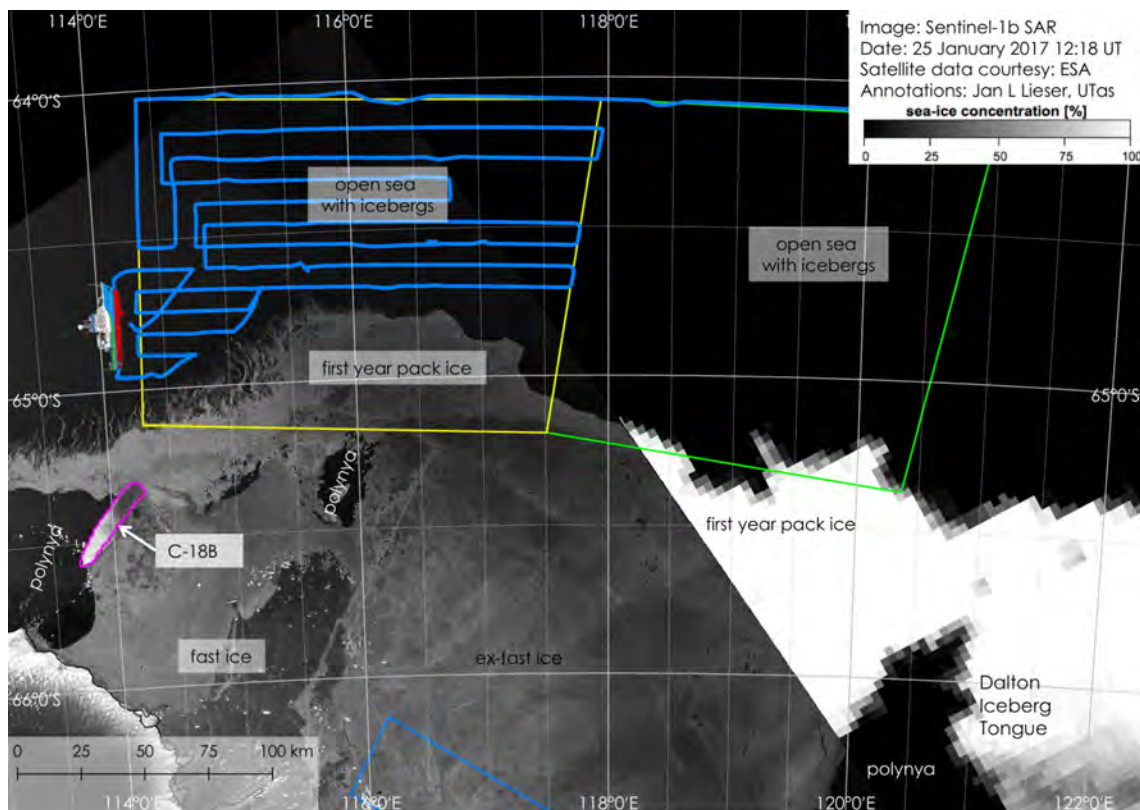 114°0'E
116°0'E
118°0'E
Image: Sentinel-1b SAR
Date: 25 January 2017 12:18 UT
Satellite data courtesy: ESA
Annotations: Jan L Lieser, UTas
sea-ice concentration [%]
0 25 50 75 100
64°0'S
open sea
with icebergs
open sea
with icebergs
first year pack ice
65°0'S
65°0'S
polynya
first year pack ice
polynya
C-18B
fast ice
ex-fast ice
66°0'S
Dalton
Iceberg
Tongue
0 25 50 75 100 km
polynya
114°0'E
118°0'E
120°0'E
122°0'E